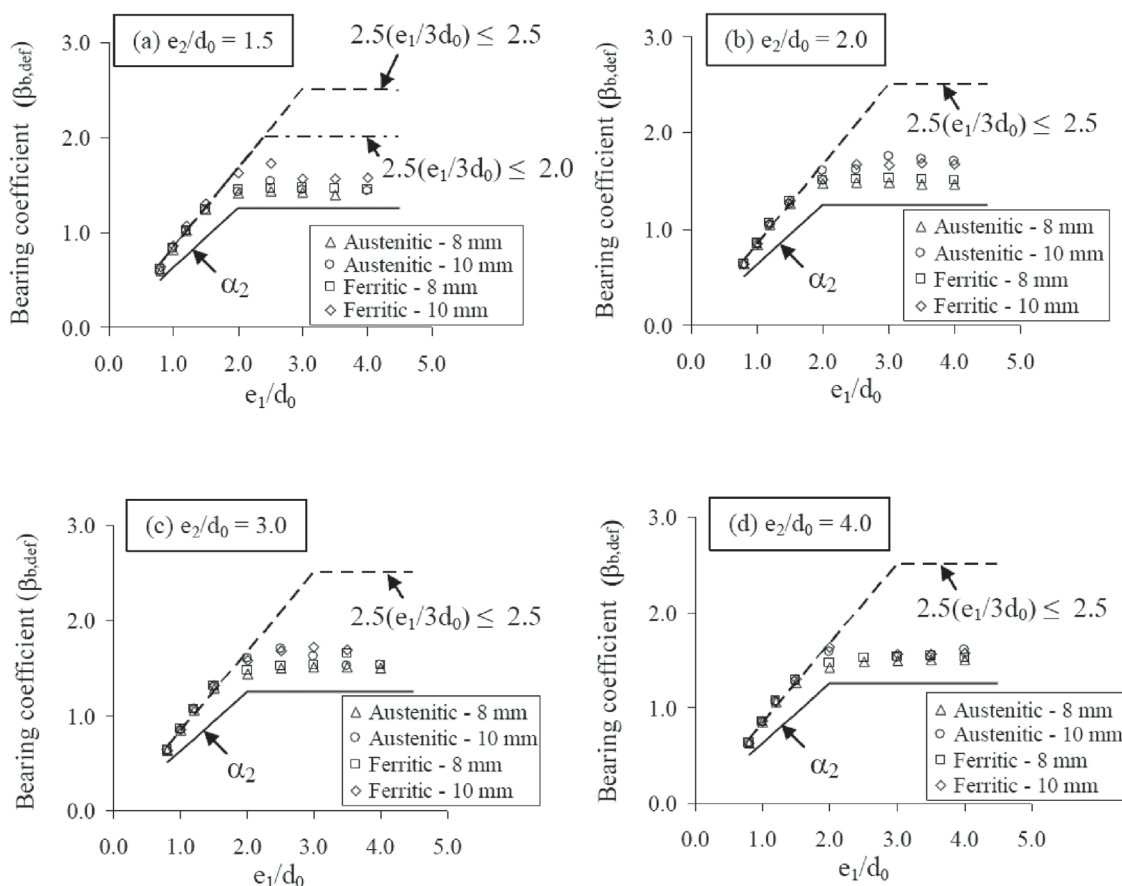 (a) e₂/d₀ = 1.5
2.5(e₁/3d₀) ≤ 2.5
2.5(e₁/3d₀) ≤ 2.0
α₂
Austenitic - 8 mm
Austenitic - 10 mm
Ferritic - 8 mm
Ferritic - 10 mm
Bearing coefficient (β_b,def)
3.0
2.0
1.0
0.0
0.0 1.0 2.0 3.0 4.0 5.0
e₁/d₀
(b) e₂/d₀ = 2.0
2.5(e₁/3d₀) ≤ 2.5
α₂
Austenitic - 8 mm
Austenitic - 10 mm
Ferritic - 8 mm
Ferritic - 10 mm
Bearing coefficient (β_b,def)
3.0
2.0
1.0
0.0
0.0 1.0 2.0 3.0 4.0 5.0
e₁/d₀
(c) e₂/d₀ = 3.0
2.5(e₁/3d₀) ≤ 2.5
α₂
Austenitic - 8 mm
Austenitic - 10 mm
Ferritic - 8 mm
Ferritic - 10 mm
Bearing coefficient (β_b,def)
3.0
2.0
1.0
0.0
0.0 1.0 2.0 3.0 4.0 5.0
e₁/d₀
(d) e₂/d₀ = 4.0
2.5(e₁/3d₀) ≤ 2.5
α₂
Austenitic - 8 mm
Austenitic - 10 mm
Ferritic - 8 mm
Ferritic - 10 mm
Bearing coefficient (β_b,def)
3.0
2.0
1.0
0.0
0.0 1.0 2.0 3.0 4.0 5.0
e₁/d₀